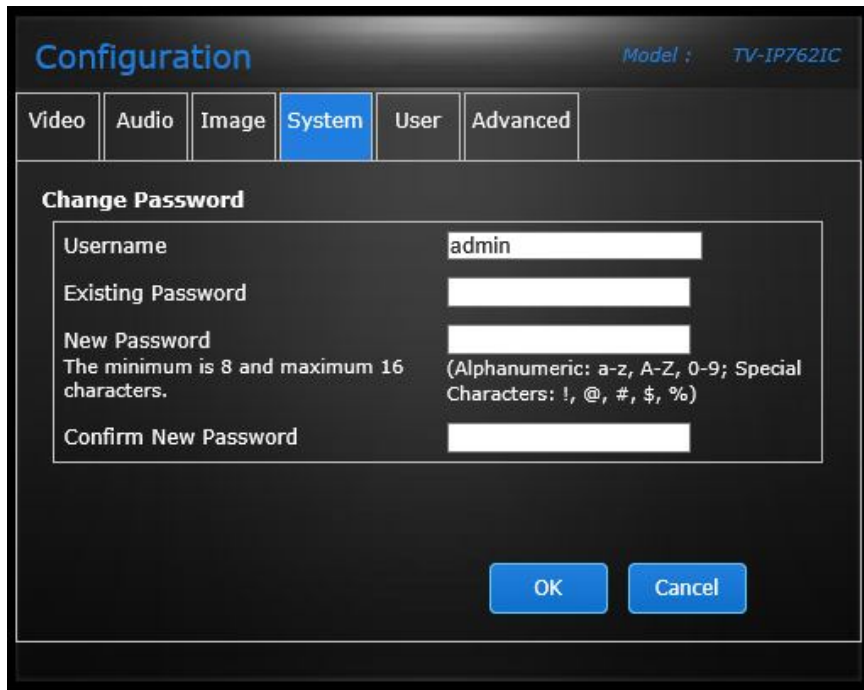 Configuration
Model : TV-IP762IC
Video Audio Image System User Advanced
Change Password
Username admin
Existing Password
New Password
The minimum is 8 and maximum 16 characters.
(Alphanumeric: a-z, A-Z, 0-9; Special Characters: !, @, #, $, %)
Confirm New Password
OK Cancel